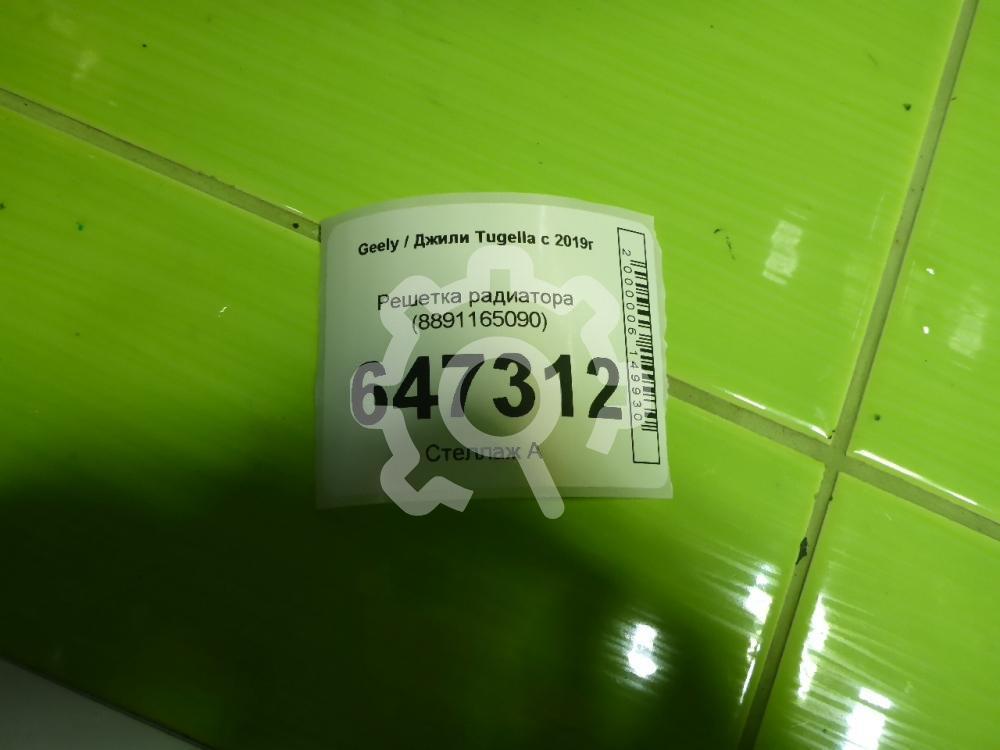 Geely / Джили Tugella с 2019г
Решетка радиатора
(8891165090)
647312
Стеллаж А
2000006149930